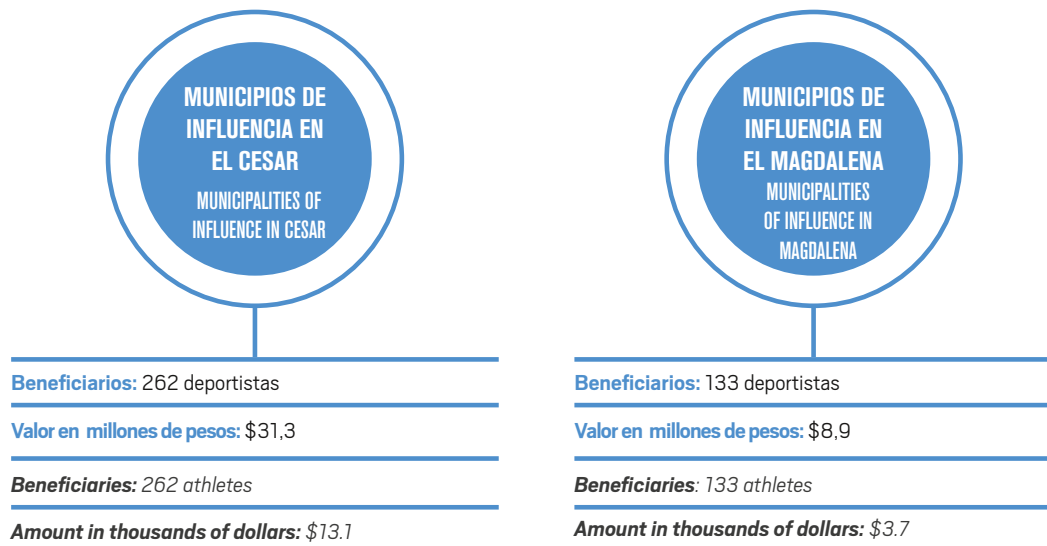 MUNICIPIOS DE
INFLUENCIA EN
EL CESAR
MUNICIPALITIES OF
INFLUENCE IN CESAR
Beneficiarios: 262 deportistas
Valor en millones de pesos: $31,3
Beneficiaries: 262 athletes
Amount in thousands of dollars: $13.1
MUNICIPIOS DE
INFLUENCIA EN
EL MAGDALENA
MUNICIPALITIES
OF INFLUENCE IN
MAGDALENA
Beneficiarios: 133 deportistas
Valor en millones de pesos: $8,9
Beneficiaries: 133 athletes
Amount in thousands of dollars: $3.7